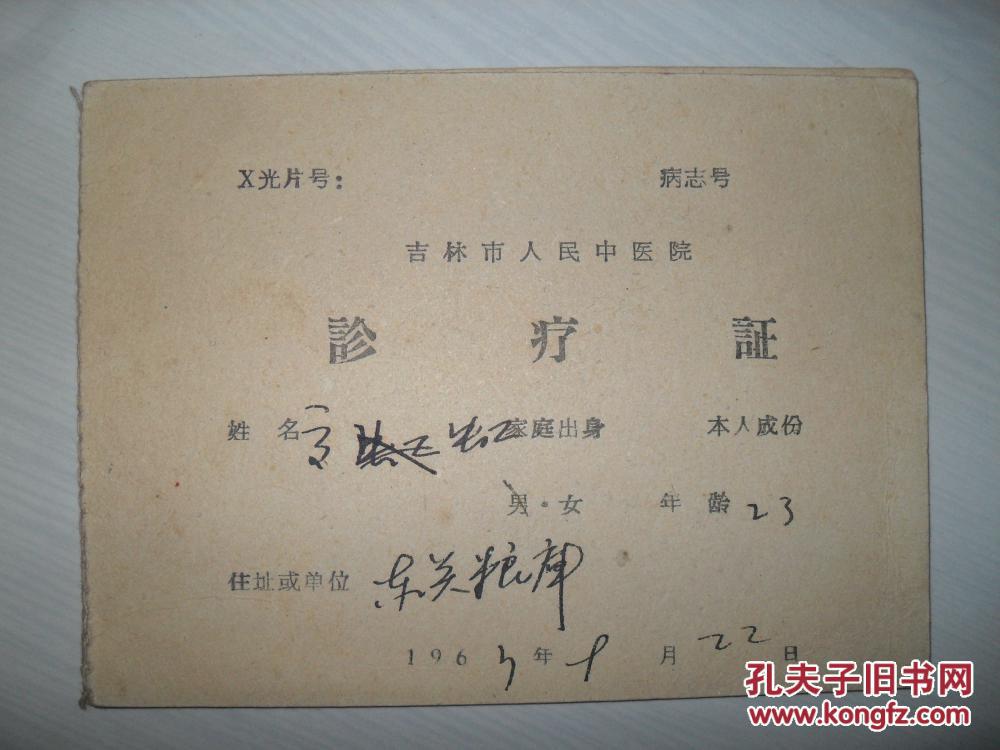 X光片号： 病志号
吉林市人民中医院
診疗証
姓名 家庭出身 本人成份
男·女 年龄 23
住址或单位 东关粮庫
196 年 月 22 日
孔夫子旧书网
www.kongfz.com